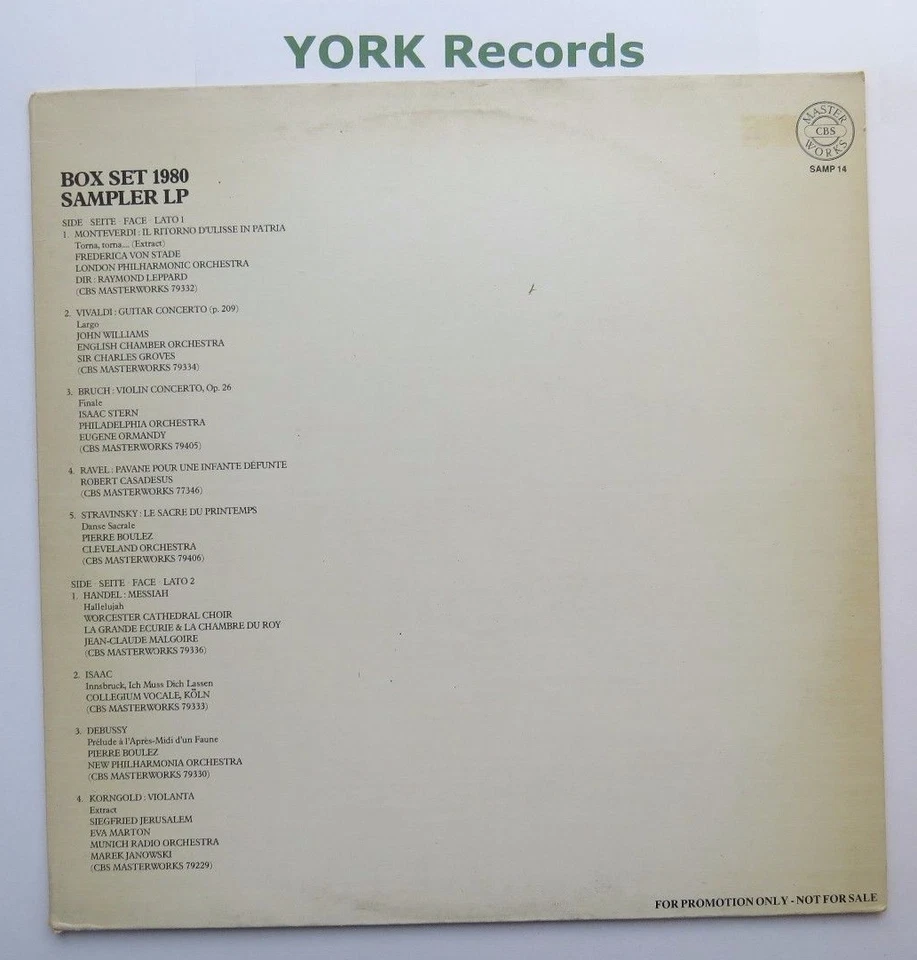 YORK Records
MASTER
CBS
WORKS
SAMP 14
BOX SET 1980
SAMPLER LP
SIDE · SEITE · FACE · LATO 1
1. MONTEVERDI : IL RITORNO D'ULISSE IN PATRIA
Torna, torna.... (Extract)
FREDERICA VON STADE
LONDON PHILHARMONIC ORCHESTRA
DIR : RAYMOND LEPPARD
(CBS MASTERWORKS 79332)
2. VIVALDI : GUITAR CONCERTO (p. 209)
Largo
JOHN WILLIAMS
ENGLISH CHAMBER ORCHESTRA
SIR CHARLES GROVES
(CBS MASTERWORKS 79334)
3. BRUCH : VIOLIN CONCERTO, Op. 26
Finale
ISAAC STERN
PHILADELPHIA ORCHESTRA
EUGENE ORMANDY
(CBS MASTERWORKS 79405)
4. RAVEL : PAVANE POUR UNE INFANTE DÉFUNTE
ROBERT CASADESUS
(CBS MASTERWORKS 77346)
5. STRAVINSKY : LE SACRE DU PRINTEMPS
Danse Sacrale
PIERRE BOULEZ
CLEVELAND ORCHESTRA
(CBS MASTERWORKS 79406)
SIDE · SEITE · FACE · LATO 2
1. HANDEL : MESSIAH
Hallelujah
WORCESTER CATHEDRAL CHOIR
LA GRANDE ECURIE & LA CHAMBRE DU ROY
JEAN-CLAUDE MALGOIRE
(CBS MASTERWORKS 79336)
2. ISAAC
Innsbruck, Ich Muss Dich Lassen
COLLEGIUM VOCALE, KÖLN
(CBS MASTERWORKS 79333)
3. DEBUSSY
Prélude à l'Après-Midi d'un Faune
PIERRE BOULEZ
NEW PHILHARMONIA ORCHESTRA
(CBS MASTERWORKS 79330)
4. KORNGOLD : VIOLANTA
Extract
SIEGFRIED JERUSALEM
EVA MARTON
MUNICH RADIO ORCHESTRA
MAREK JANOWSKI
(CBS MASTERWORKS 79229)
FOR PROMOTION ONLY - NOT FOR SALE